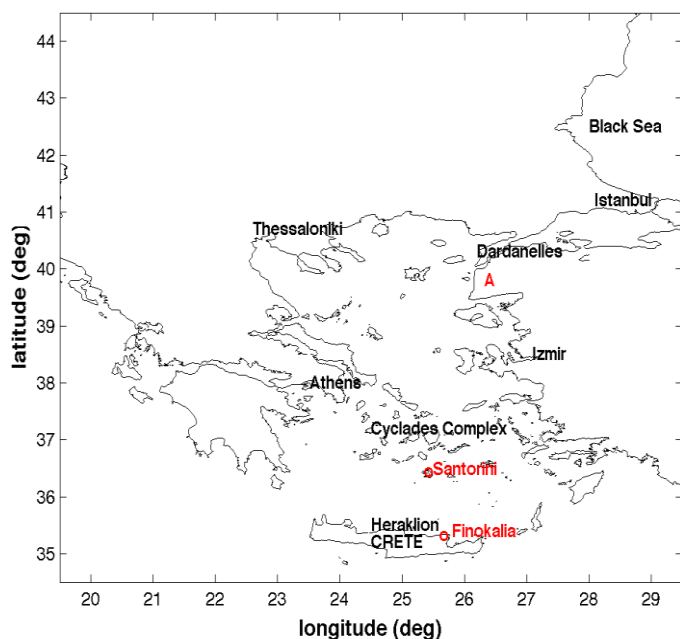 44
43
Black Sea
42
Istanbul
41
Thessaloniki
Dardanelles
40
A
latitude (deg)
39
Izmir
38
Athens
Cyclades Complex
37
Santorini
36
Heraklion
Finokalia
CRETE
35
20 21 22 23 24 25 26 27 28 29
longitude (deg)